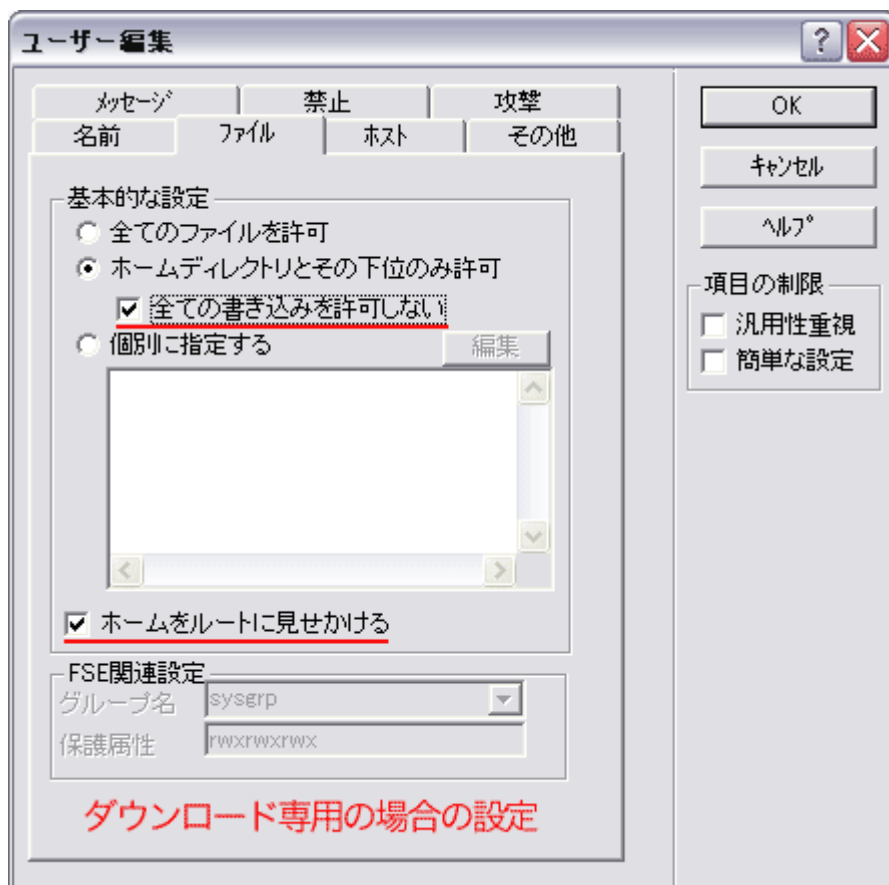 ユーザー編集
メッセージ 禁止 攻撃
名前 ファイル ホスト その他
基本的な設定
全てのファイルを許可
ホームディレクトリとその下位のみ許可
全ての書き込みを許可しない
個別に指定する 編集
ホームをルートに見せかける
FSE関連設定
グループ名 sysgrp
保護属性 rwxrwxrwx
ダウンロード専用の場合の設定
OK
キャンセル
ヘルプ
項目の制限
汎用性重視
簡単な設定